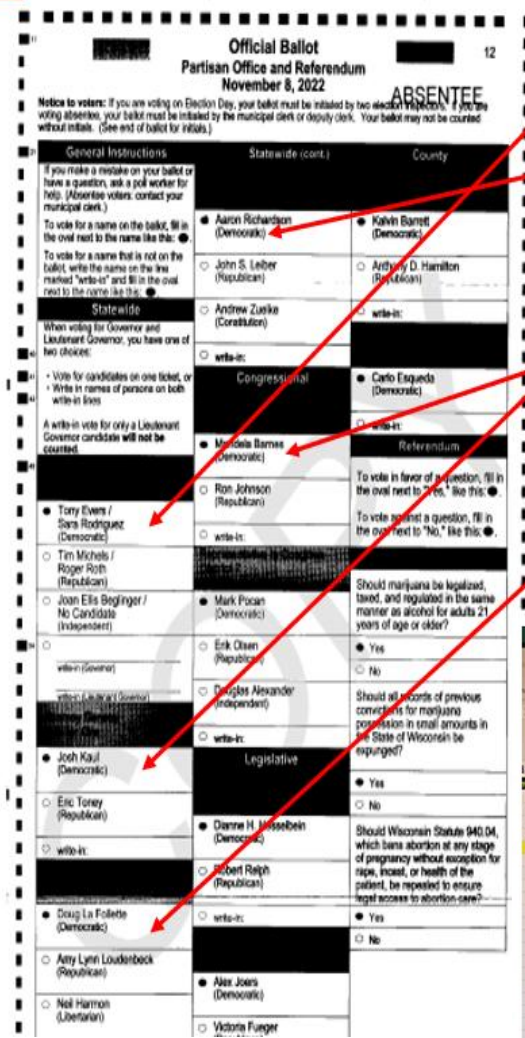 Official Ballot
Partisan Office and Referendum
November 8, 2022
12
ABSENTEE
Notice to voters: If you are voting on Election Day, your ballot must be initialed by two election inspectors. If you are
voting absentee, your ballot must be initialed by the municipal clerk or deputy clerk. Your ballot may not be counted
without initials. (See end of ballot for initials.)
General Instructions
If you make a mistake on your ballot or
have a question, ask a poll worker for
help. (Absentee voters: contact your
municipal clerk.)
To vote for a name on the ballot, fill in
the oval next to the name like this:
To vote for a name that is not on the
ballot, write the name on the line
marked "write-in" and fill in the oval
next to the name like this:
Statewide
When voting for Governor and
Lieutenant Governor, you have one of
two choices:
• Vote for candidates on one ticket, or
• Write in names of persons on both
write-in lines
A write-in vote for only a Lieutenant
Governor candidate will not be
counted.
Tony Evers /
Sara Rodriguez
(Democratic)
Tim Michels /
Roger Roth
(Republican)
Joan Ellis Beglinger /
No Candidate
(Independent)
write-in (Governor)
write-in (Lieutenant Governor)
Josh Kaul
(Democratic)
Eric Toney
(Republican)
write-in:
Doug La Follette
(Democratic)
Amy Lynn Loudenbeck
(Republican)
Neil Harmon
(Libertarian)
Statewide (cont.)
Aaron Richardson
(Democratic)
John S. Leiber
(Republican)
Andrew Zuelke
(Constitution)
write-in:
Congressional
Mandela Barnes
(Democratic)
Ron Johnson
(Republican)
write-in:
Representative in Congress
Mark Pocan
(Democratic)
Erik Olsen
(Republican)
Douglas Alexander
(Independent)
write-in:
Legislative
Dianne H. Hesselbein
(Democratic)
Robert Relph
(Republican)
write-in:
Alex Joers
(Democratic)
Victoria Fueger
County
Kalvin Barrett
(Democratic)
Anthony D. Hamilton
(Republican)
write-in:
Carlo Esqueda
(Democratic)
write-in:
Referendum
To vote in favor of a question, fill in
the oval next to "Yes," like this:
To vote against a question, fill in
the oval next to "No," like this:
Should marijuana be legalized,
taxed, and regulated in the same
manner as alcohol for adults 21
years of age or older?
Yes
No
Should all records of previous
convictions for marijuana
possession in small amounts in
the State of Wisconsin be
expunged?
Yes
No
Should Wisconsin Statute 940.04,
which bans abortion at any stage
of pregnancy without exception for
rape, incest, or health of the
patient, be repealed to ensure
legal access to abortion care?
Yes
No
COPY